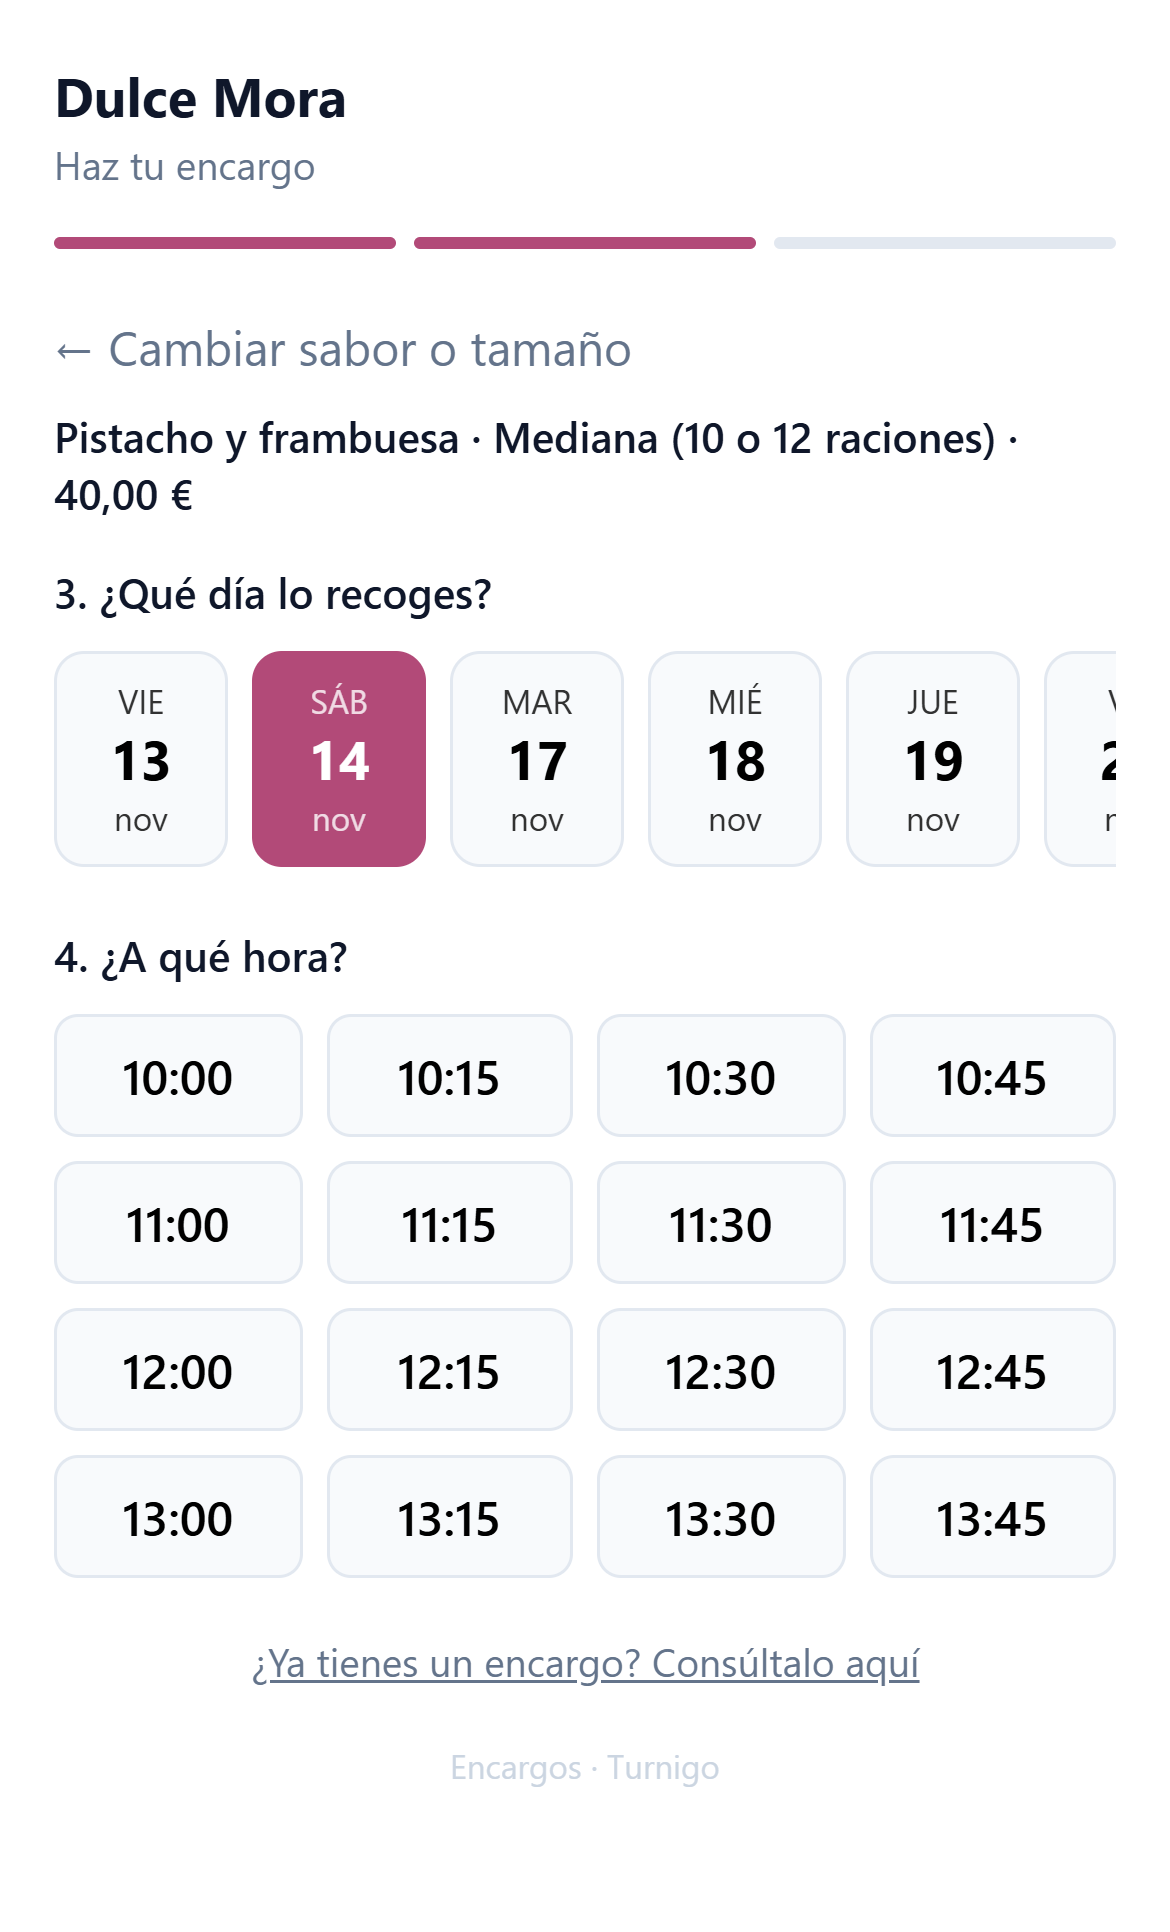 Dulce Mora
Haz tu encargo
← Cambiar sabor o tamaño
Pistacho y frambuesa · Mediana (10 o 12 raciones) ·
40,00 €
3. ¿Qué día lo recoges?
VIE SÁB MAR MIÉ JUE
13 14 17 18 19
nov nov nov nov nov
4. ¿A qué hora?
10:00 10:15 10:30 10:45
11:00 11:15 11:30 11:45
12:00 12:15 12:30 12:45
13:00 13:15 13:30 13:45
¿Ya tienes un encargo? Consúltalo aquí
Encargos · Turnigo